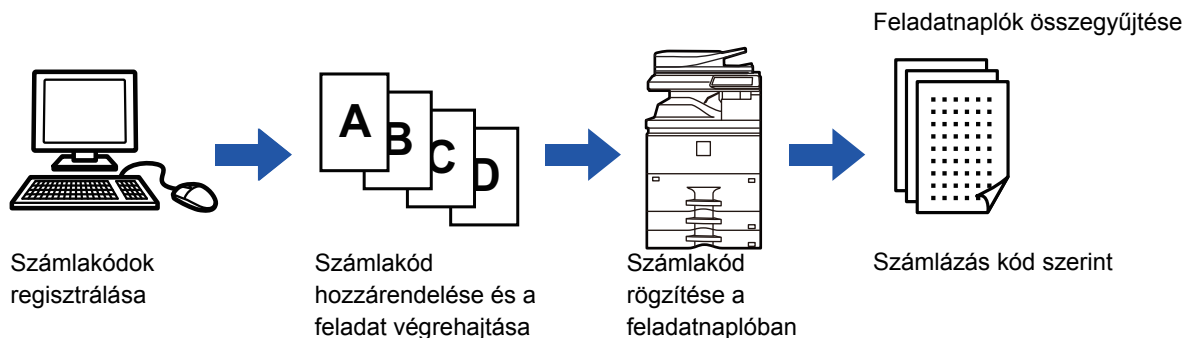 Feladatnaplók összegyűjtése
A
B
C
D
Számlakódok
regisztrálása
Számlakód
hozzárendelése és a
feladat végrehajtása
Számlakód
rögzítése a
feladatnaplóban
Számlázás kód szerint